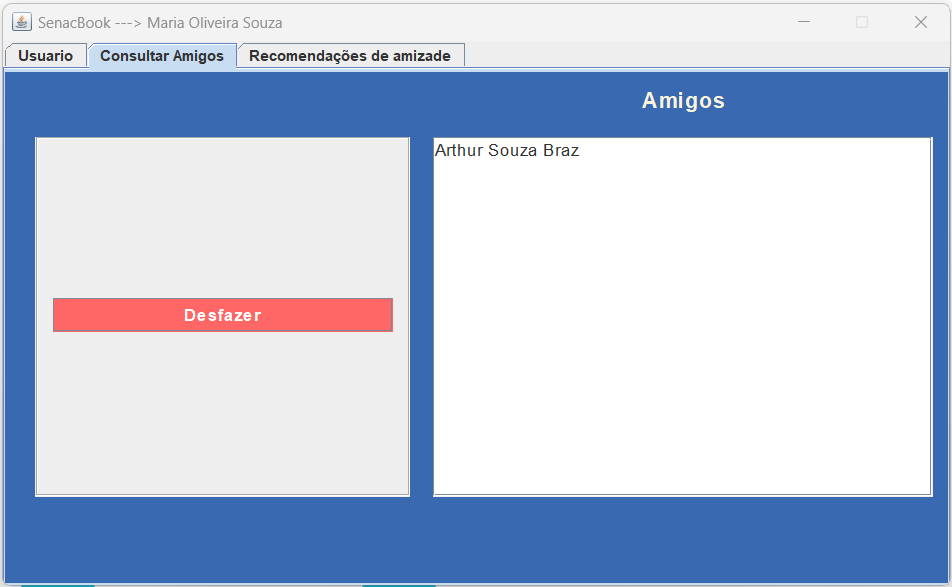 SenacBook ---> Maria Oliveira Souza
Usuario
Consultar Amigos
Recomendações de amizade
Amigos
Arthur Souza Braz
Desfazer